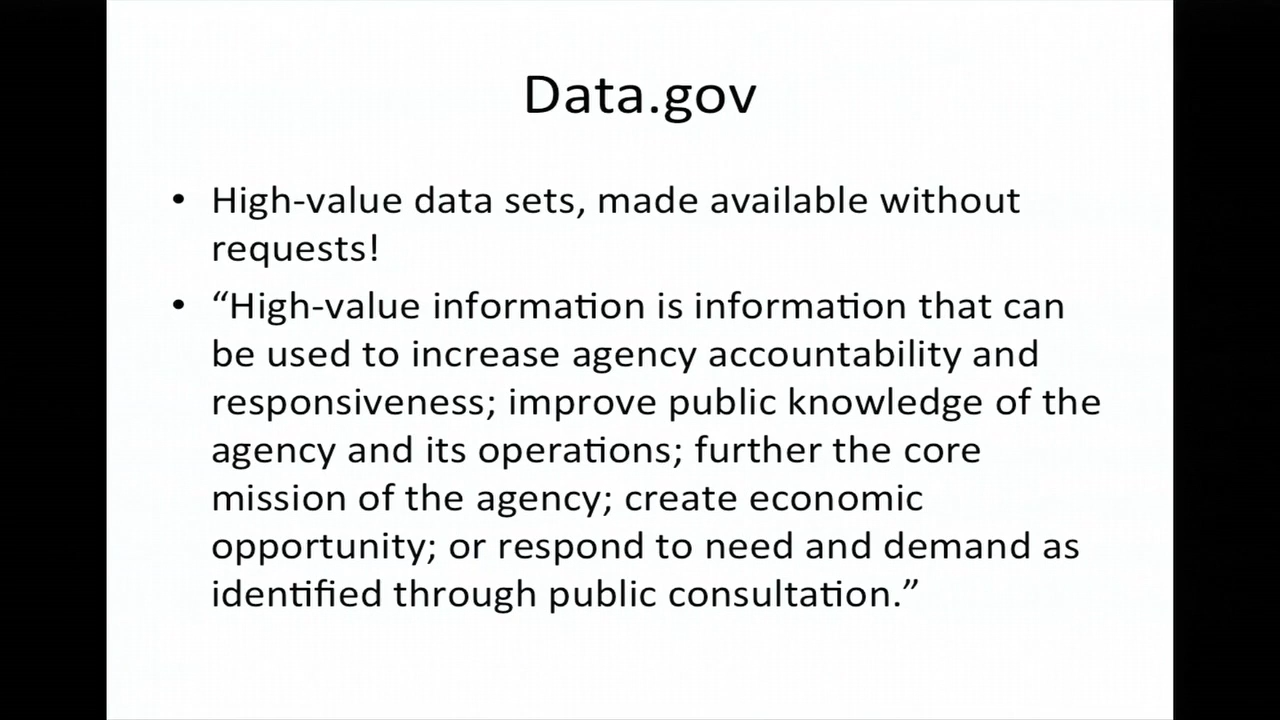 Data.gov
• High-value data sets, made available without
requests!
• “High-value information is information that can
be used to increase agency accountability and
responsiveness; improve public knowledge of the
agency and its operations; further the core
mission of the agency; create economic
opportunity; or respond to need and demand as
identified through public consultation.”